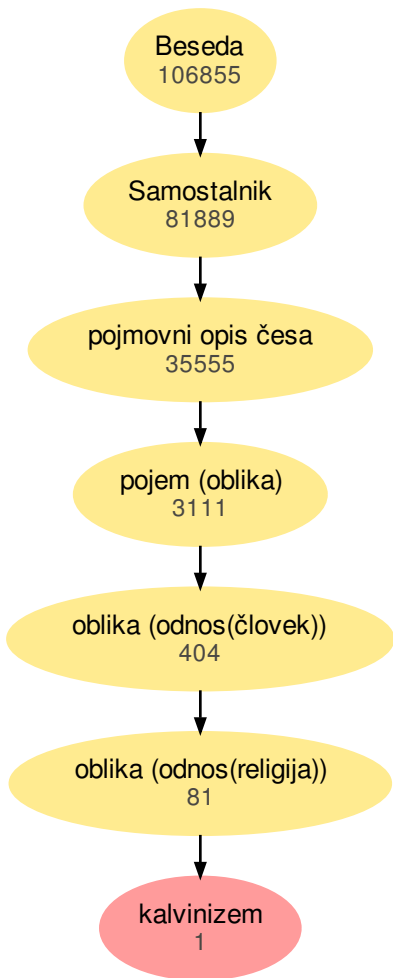 Beseda
106855
Samostalnik
81889
pojmovni opis česa
35555
pojem (oblika)
3111
oblika (odnos(človek))
404
oblika (odnos(religija))
81
kalvinizem
1